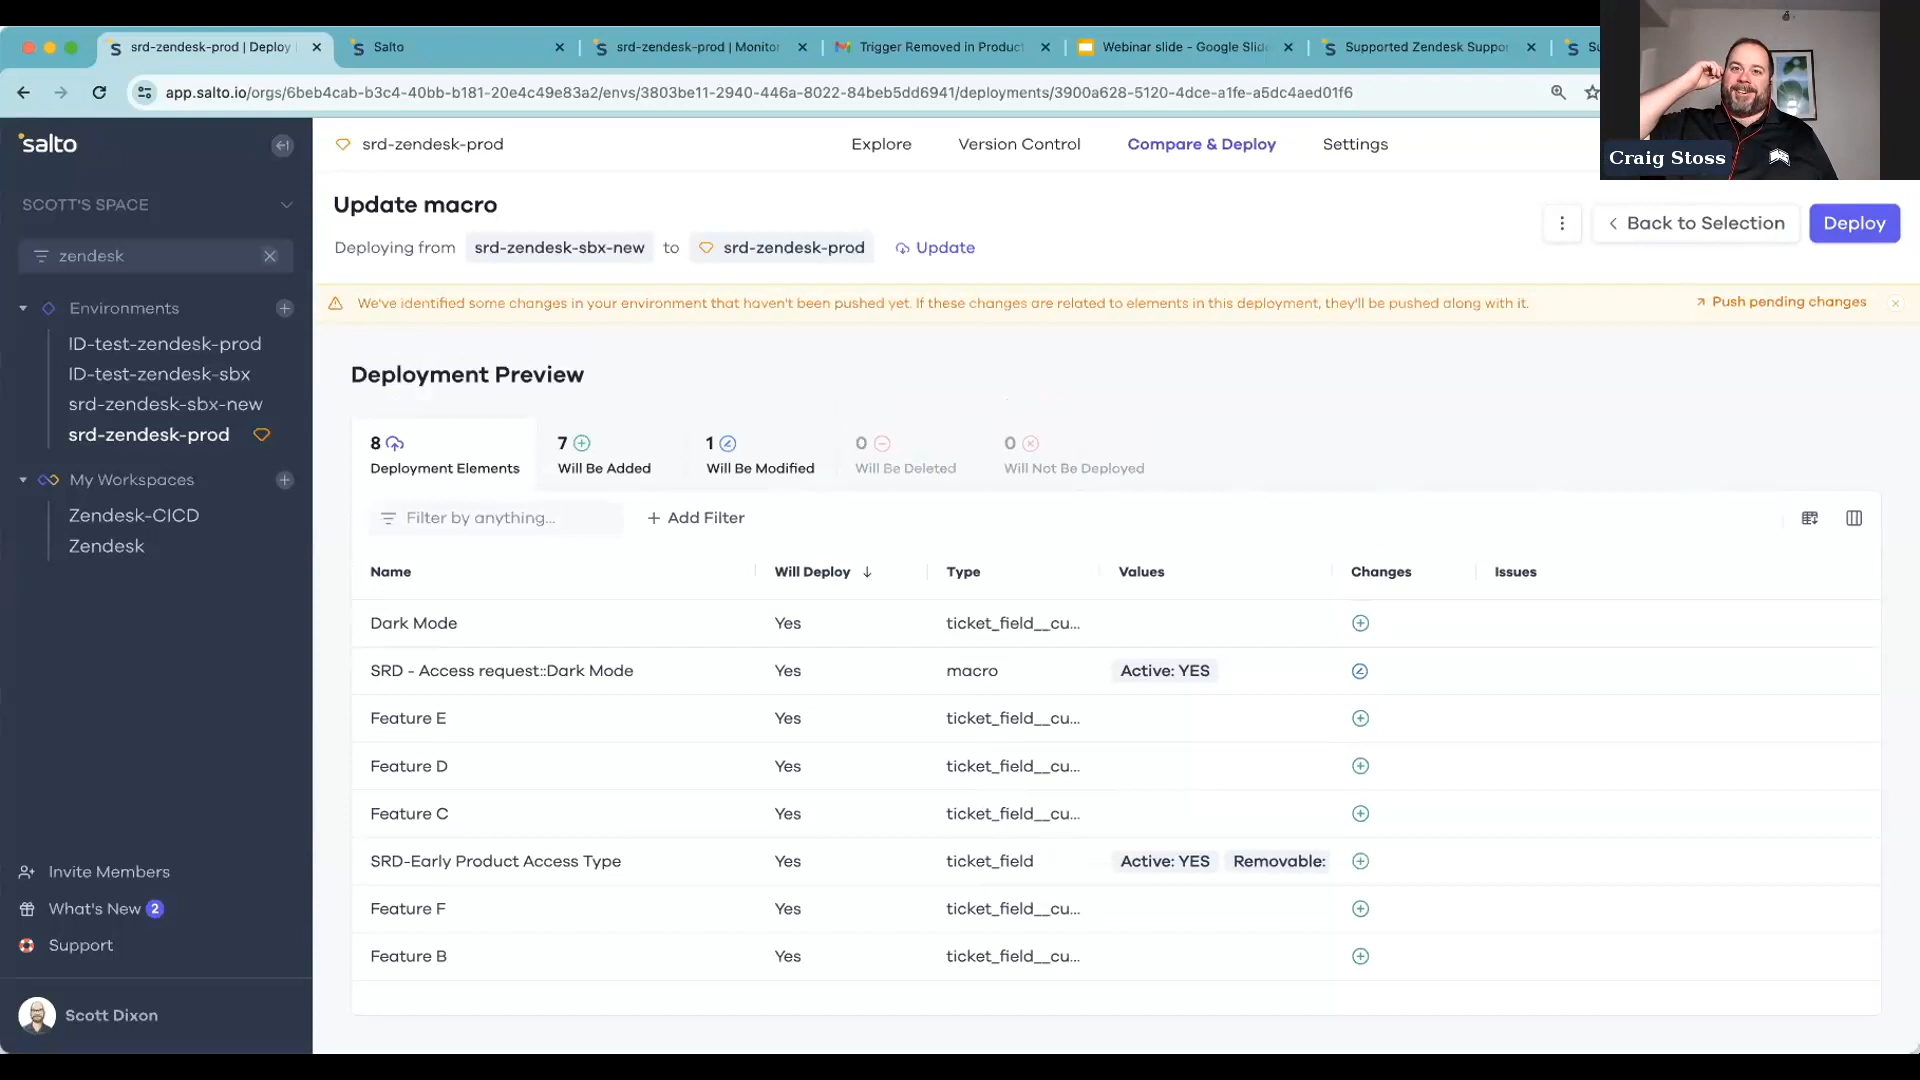 srd-zendesk-prod | Deploy
Salto
srd-zendesk-prod | Monitor
Trigger Removed in Product
Webinar slide - Google Slide
Supported Zendesk Suppor
app.salto.io/orgs/6beb4cab-b3c4-40bb-b181-20e4c49e83a2/envs/3803be11-2940-446a-8022-84beb5dd6941/deployments/3900a628-5120-4dce-a1fe-a5dc4aed01f6
Craig Stoss
salto
srd-zendesk-prod
Explore
Version Control
Compare & Deploy
Settings
SCOTT'S SPACE
zendesk
Environments
ID-test-zendesk-prod
ID-test-zendesk-sbx
srd-zendesk-sbx-new
srd-zendesk-prod
My Workspaces
Zendesk-CICD
Zendesk
Invite Members
What's New 2
Support
Scott Dixon
Update macro
Deploying from srd-zendesk-sbx-new to srd-zendesk-prod Update
Back to Selection
Deploy
We've identified some changes in your environment that haven't been pushed yet. If these changes are related to elements in this deployment, they'll be pushed along with it.
Push pending changes
Deployment Preview
8 Deployment Elements
7 Will Be Added
1 Will Be Modified
0 Will Be Deleted
0 Will Not Be Deployed
Filter by anything...
+ Add Filter
Name Will Deploy Type Values Changes Issues
Dark Mode Yes ticket_field__cu...
SRD - Access request::Dark Mode Yes macro Active: YES
Feature E Yes ticket_field__cu...
Feature D Yes ticket_field__cu...
Feature C Yes ticket_field__cu...
SRD-Early Product Access Type Yes ticket_field Active: YES Removable:
Feature F Yes ticket_field__cu...
Feature B Yes ticket_field__cu...